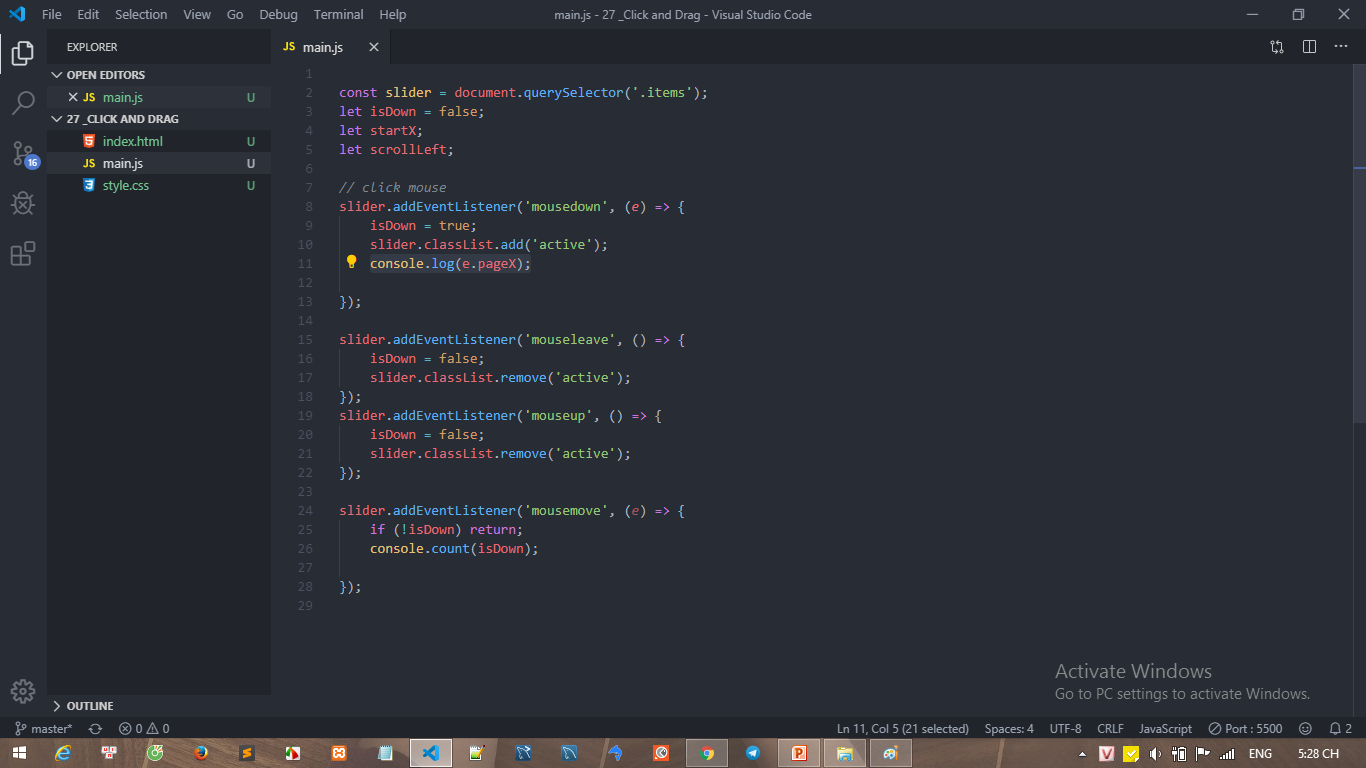 File Edit Selection View Go Debug Terminal Help main.js - 27 _Click and Drag - Visual Studio Code
EXPLORER
OPEN EDITORS
JS main.js U
27 _CLICK AND DRAG
index.html U
JS main.js U
style.css U
16
OUTLINE
JS main.js
1
2 const slider = document.querySelector('.items');
3 let isDown = false;
4 let startX;
5 let scrollLeft;
6
7 // click mouse
8 slider.addEventListener('mousedown', (e) => {
9 isDown = true;
10 slider.classList.add('active');
11 console.log(e.pageX);
12
13 });
14
15 slider.addEventListener('mouseleave', () => {
16 isDown = false;
17 slider.classList.remove('active');
18 });
19 slider.addEventListener('mouseup', () => {
20 isDown = false;
21 slider.classList.remove('active');
22 });
23
24 slider.addEventListener('mousemove', (e) => {
25 if (!isDown) return;
26 console.count(isDown);
27
28 });
29
Activate Windows
Go to PC settings to activate Windows.
master* 0 0 Ln 11, Col 5 (21 selected) Spaces: 4 UTF-8 CRLF JavaScript Port : 5500 2
ENG 5:28 CH